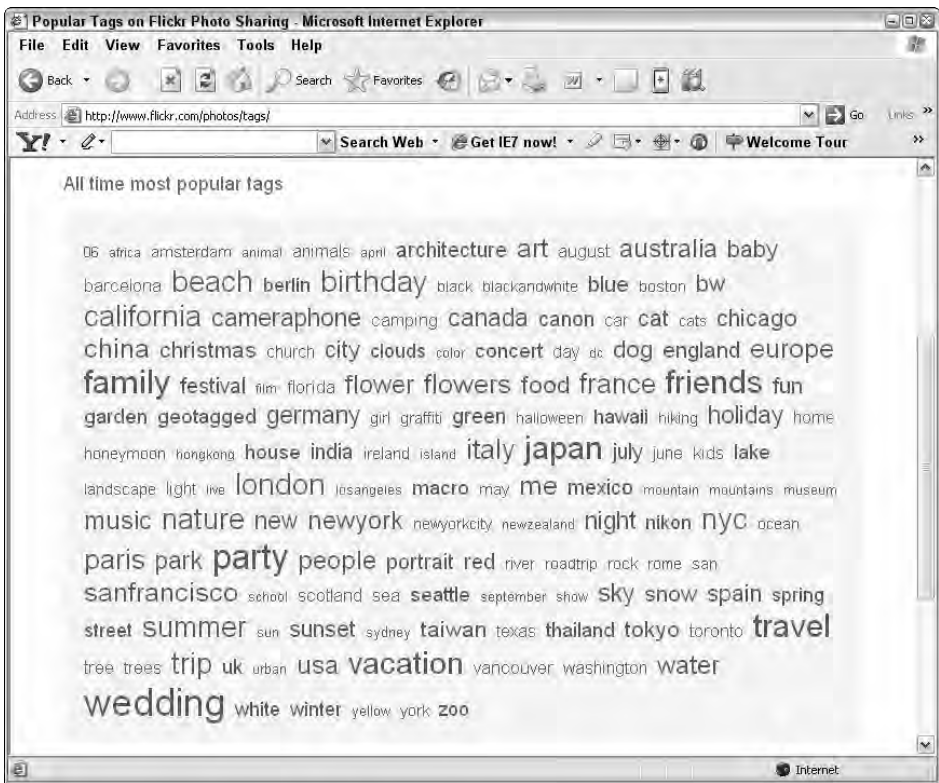 Popular Tags on Flickr Photo Sharing - Microsoft Internet Explorer
File Edit View Favorites Tools Help
Back Search Favorites
Address http://www.flickr.com/photos/tags/ Go Links »
Y! Search Web Get IE7 now! Welcome Tour »
All time most popular tags
06 africa amsterdam animal animals april architecture art august australia baby
barcelona beach berlin birthday black blackandwhite blue boston bw
california cameraphone camping canada canon car cat cats chicago
china christmas church city clouds color concert day dc dog england europe
family festival film florida flower flowers food france friends fun
garden geotagged germany girl graffiti green halloween hawaii hiking holiday home
honeymoon hongkong house india ireland island italy japan july june kids lake
landscape light live london losangeles macro may me mexico mountain mountains museum
music nature new newyork newyorkcity newzealand night nikon nyc ocean
paris park party people portrait red river roadtrip rock rome san
sanfrancisco school scotland sea seattle september show sky snow spain spring
street summer sun sunset sydney taiwan texas thailand tokyo toronto travel
tree trees trip uk urban usa vacation vancouver washington water
wedding white winter yellow york zoo
Internet